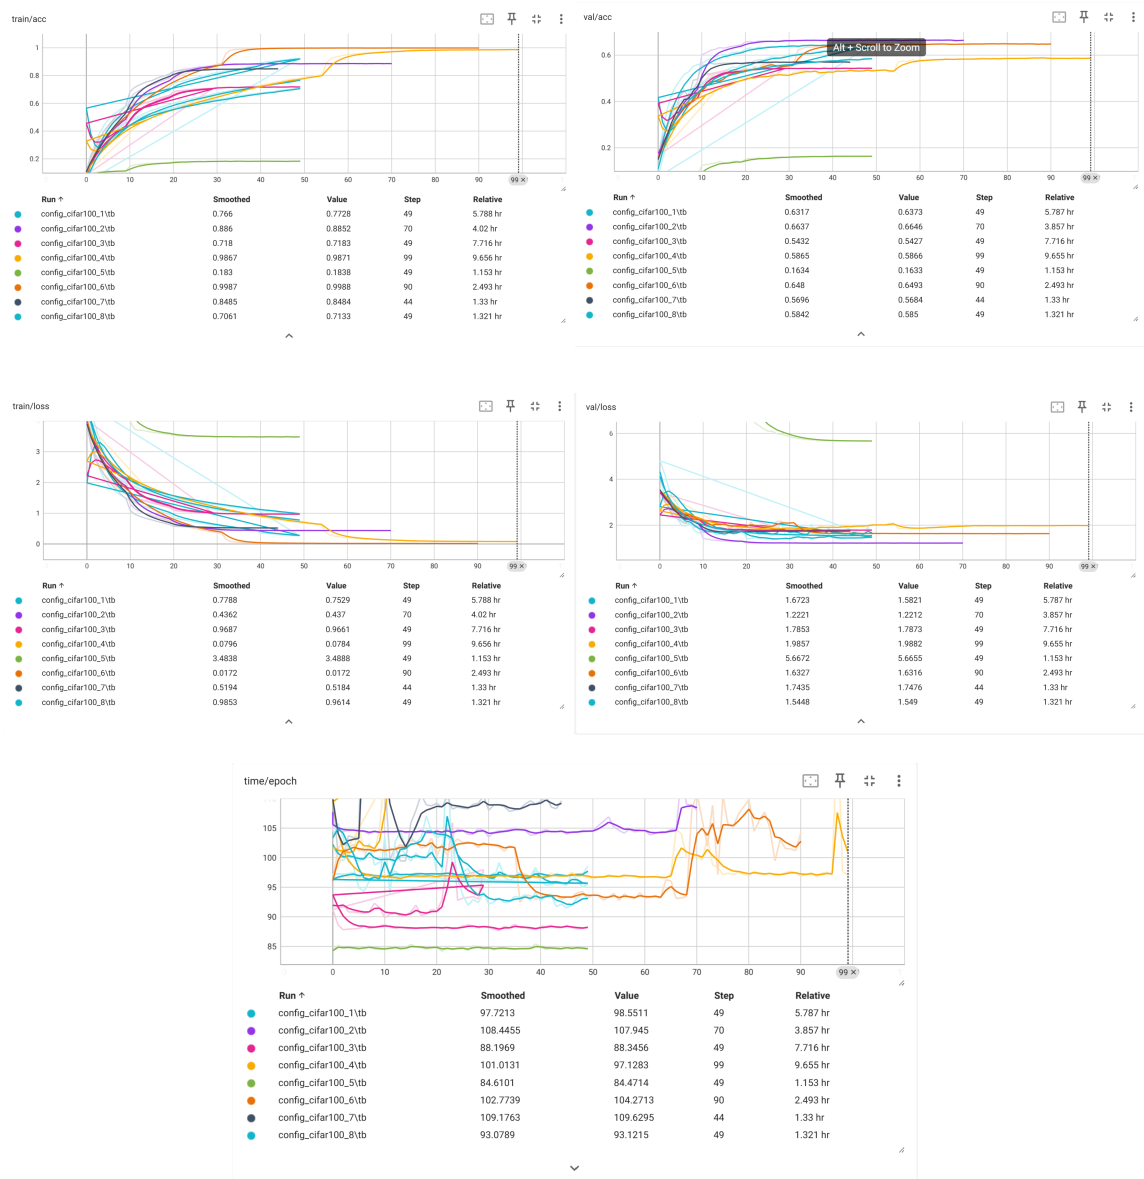 train/acc
1
0.8
0.6
0.4
0.2
0 10 20 30 40 50 60 70 80 90 99 ×
Run ↑ Smoothed Value Step Relative
config_cifar100_1\tb 0.766 0.7728 49 5.788 hr
config_cifar100_2\tb 0.886 0.8852 70 4.02 hr
config_cifar100_3\tb 0.718 0.7183 49 7.716 hr
config_cifar100_4\tb 0.9867 0.9871 99 9.656 hr
config_cifar100_5\tb 0.183 0.1838 49 1.153 hr
config_cifar100_6\tb 0.9987 0.9988 90 2.493 hr
config_cifar100_7\tb 0.8485 0.8484 44 1.33 hr
config_cifar100_8\tb 0.7061 0.7133 49 1.321 hr
val/acc
Alt + Scroll to Zoom
0.6
0.4
0.2
0 10 20 30 40 50 60 70 80 90 99 ×
Run ↑ Smoothed Value Step Relative
config_cifar100_1\tb 0.6317 0.6373 49 5.787 hr
config_cifar100_2\tb 0.6637 0.6646 70 3.857 hr
config_cifar100_3\tb 0.5432 0.5427 49 7.716 hr
config_cifar100_4\tb 0.5865 0.5866 99 9.655 hr
config_cifar100_5\tb 0.1634 0.1633 49 1.153 hr
config_cifar100_6\tb 0.648 0.6493 90 2.493 hr
config_cifar100_7\tb 0.5696 0.5684 44 1.33 hr
config_cifar100_8\tb 0.5842 0.585 49 1.321 hr
train/loss
3
2
1
0
0 10 20 30 40 50 60 70 80 90 99 ×
Run ↑ Smoothed Value Step Relative
config_cifar100_1\tb 0.7788 0.7529 49 5.788 hr
config_cifar100_2\tb 0.4362 0.437 70 4.02 hr
config_cifar100_3\tb 0.9687 0.9661 49 7.716 hr
config_cifar100_4\tb 0.0796 0.0784 99 9.656 hr
config_cifar100_5\tb 3.4838 3.4888 49 1.153 hr
config_cifar100_6\tb 0.0172 0.0172 90 2.493 hr
config_cifar100_7\tb 0.5194 0.5184 44 1.33 hr
config_cifar100_8\tb 0.9853 0.9614 49 1.321 hr
val/loss
6
4
2
0 10 20 30 40 50 60 70 80 90 99 ×
Run ↑ Smoothed Value Step Relative
config_cifar100_1\tb 1.6723 1.5821 49 5.787 hr
config_cifar100_2\tb 1.2221 1.2212 70 3.857 hr
config_cifar100_3\tb 1.7853 1.7873 49 7.716 hr
config_cifar100_4\tb 1.9857 1.9882 99 9.655 hr
config_cifar100_5\tb 5.6672 5.6655 49 1.153 hr
config_cifar100_6\tb 1.6327 1.6316 90 2.493 hr
config_cifar100_7\tb 1.7435 1.7476 44 1.33 hr
config_cifar100_8\tb 1.5448 1.549 49 1.321 hr
time/epoch
105
100
95
90
85
0 10 20 30 40 50 60 70 80 90 99 ×
Run ↑ Smoothed Value Step Relative
config_cifar100_1\tb 97.7213 98.5511 49 5.787 hr
config_cifar100_2\tb 108.4455 107.945 70 3.857 hr
config_cifar100_3\tb 88.1969 88.3456 49 7.716 hr
config_cifar100_4\tb 101.0131 97.1283 99 9.655 hr
config_cifar100_5\tb 84.6101 84.4714 49 1.153 hr
config_cifar100_6\tb 102.7739 104.2713 90 2.493 hr
config_cifar100_7\tb 109.1763 109.6295 44 1.33 hr
config_cifar100_8\tb 93.0789 93.1215 49 1.321 hr